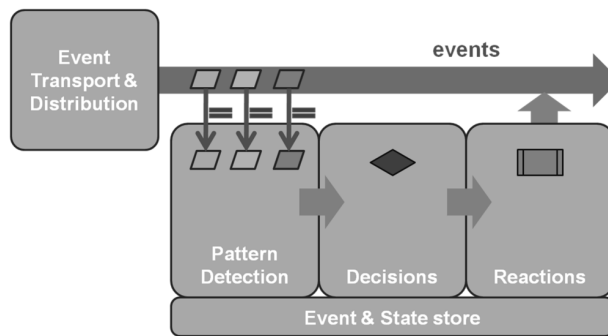 Event
Transport &
Distribution
events
Pattern
Detection
Decisions
Reactions
Event & State store